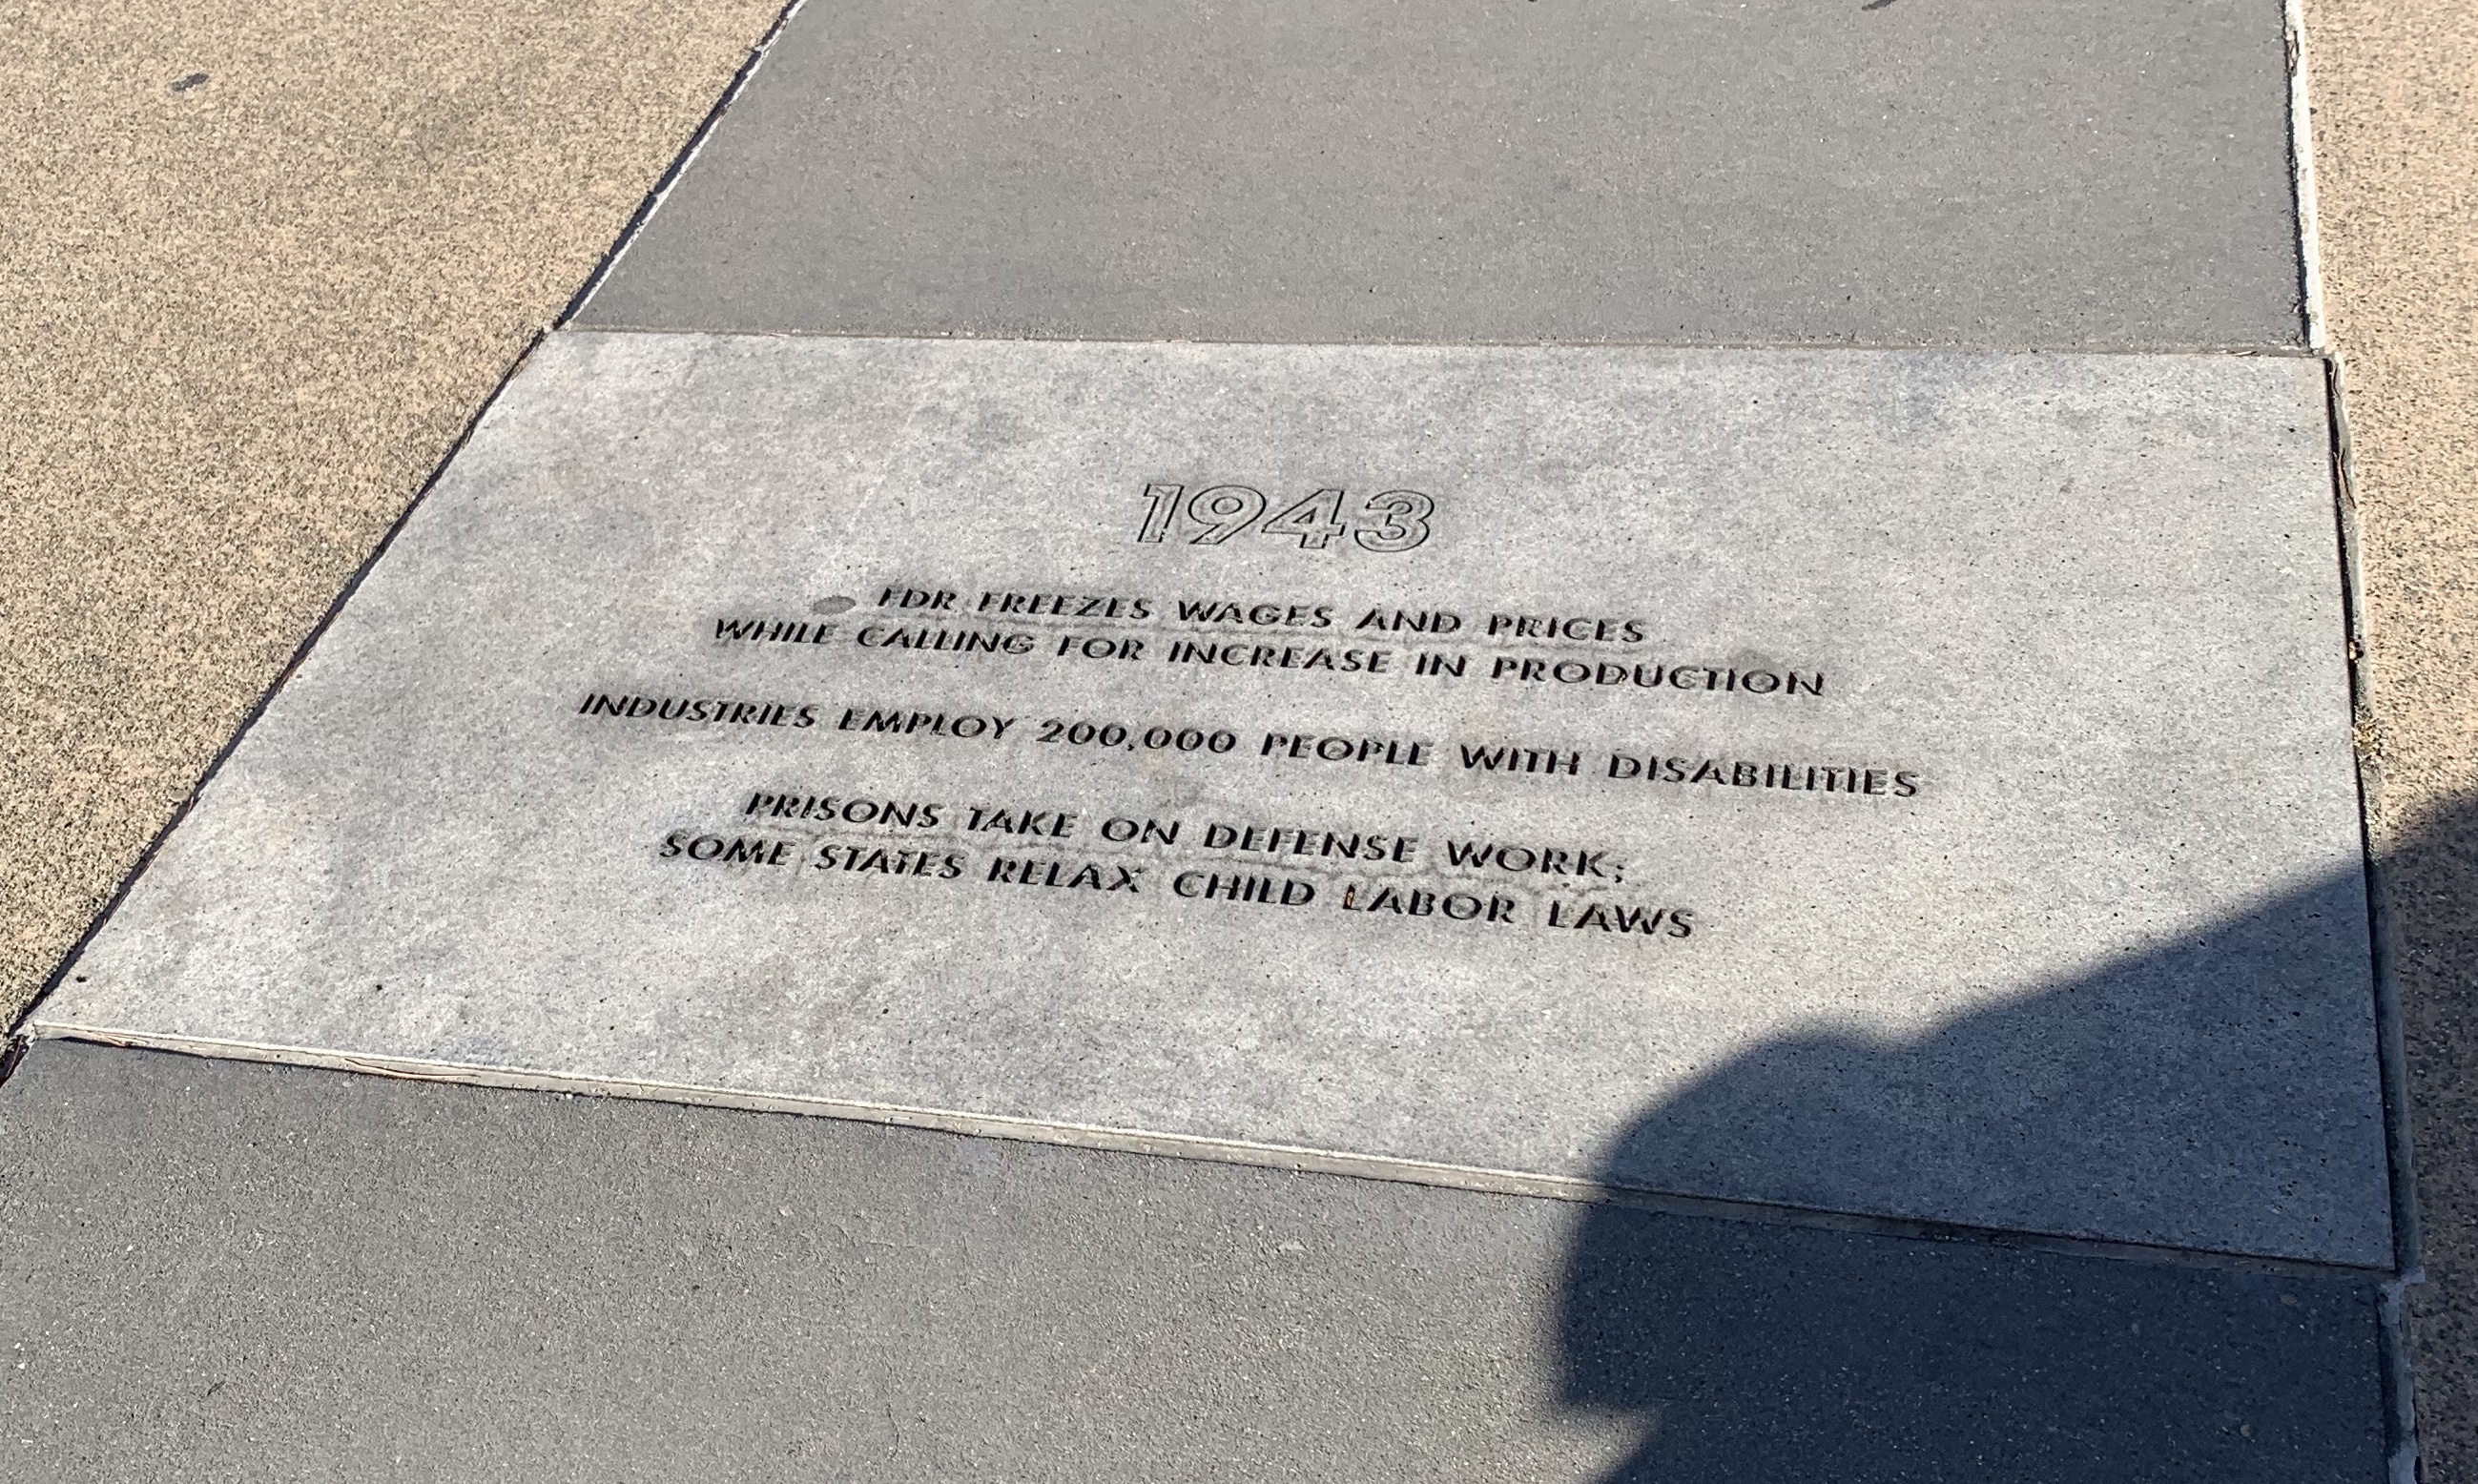 1943
FDR FREEZES WAGES AND PRICES
WHILE CALLING FOR INCREASE IN PRODUCTION
INDUSTRIES EMPLOY 200,000 PEOPLE WITH DISABILITIES
PRISONS TAKE ON DEFENSE WORK;
SOME STATES RELAX CHILD LABOR LAWS